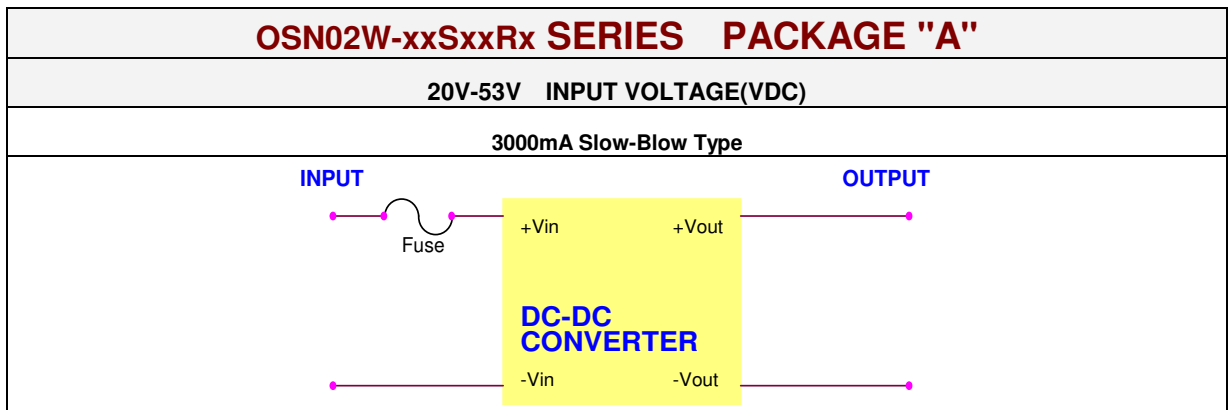 OSN02W-xxSxxRx SERIES PACKAGE "A"
20V-53V INPUT VOLTAGE(VDC)
3000mA Slow-Blow Type
INPUT OUTPUT
+Vin +Vout
Fuse
DC-DC
CONVERTER
-Vin -Vout